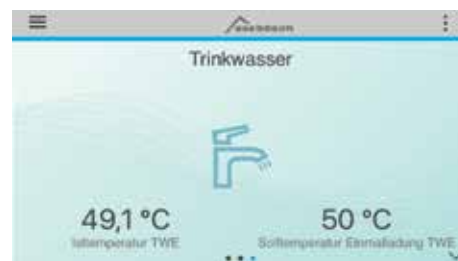 Trinkwasser
49,1 °C
50 °C
Isttemperatur TWE
Solltemperatur Einmalladung TWE